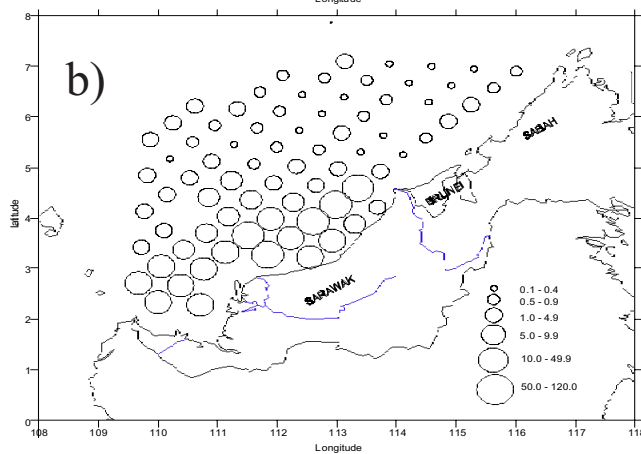 Longitude
8
7
6
5
4
3
2
1
0
b)
latitude
SABAH
BRUNEI
SARAWAK
0.1 - 0.4
0.5 - 0.9
1.0 - 4.9
5.0 - 9.9
10.0 - 49.9
50.0 - 120.0
108 109 110 111 112 113 114 115 116 117 118
Longitude